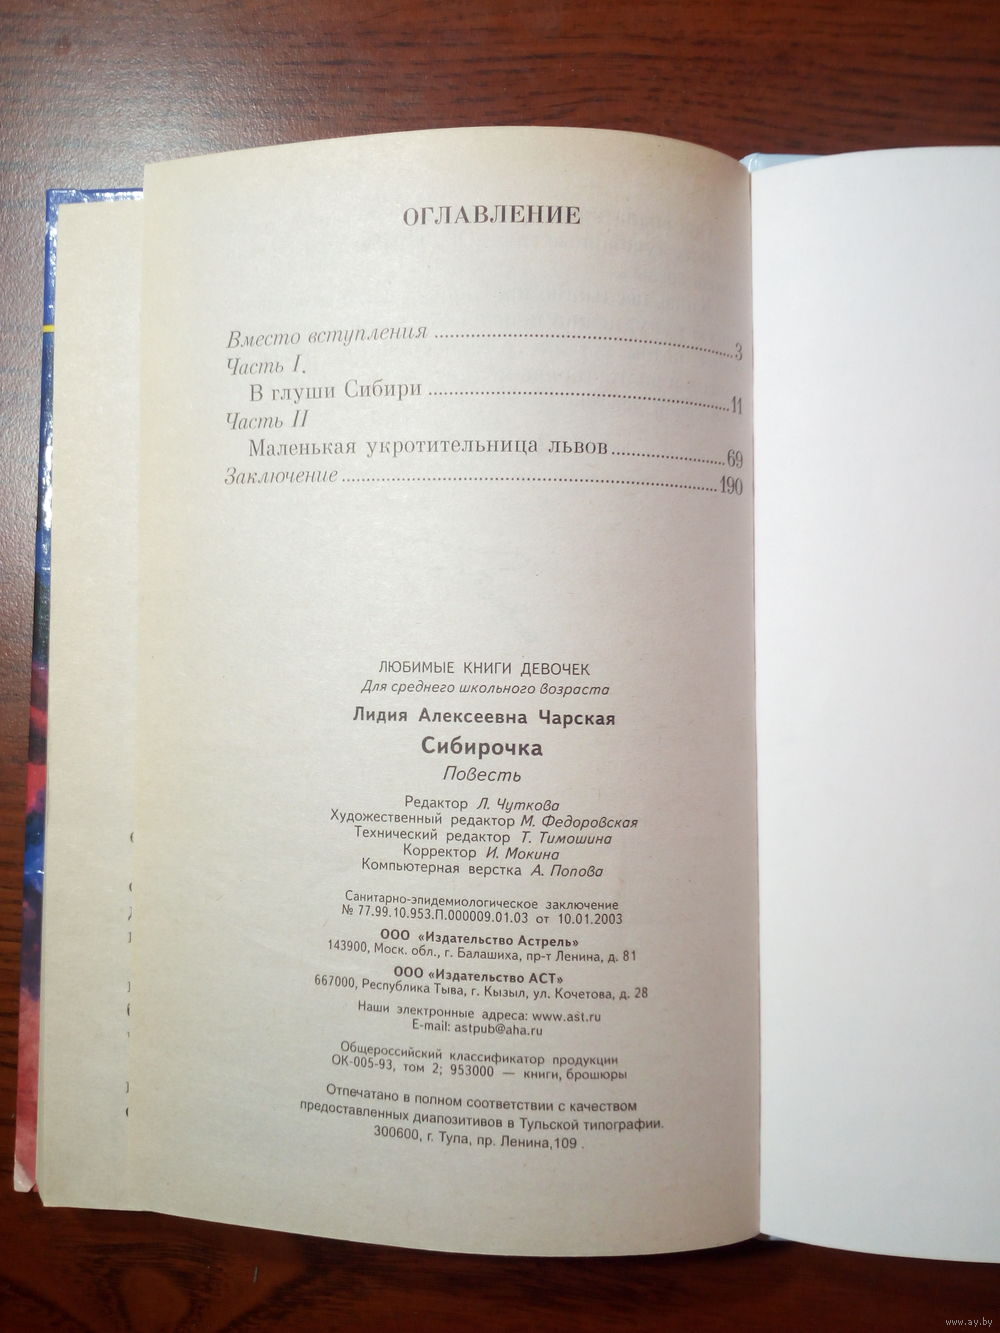 ОГЛАВЛЕНИЕ
Вместо вступления ........ 3
Часть I.
В глуши Сибири ........ 11
Часть II
Маленькая укротительница львов ........ 69
Заключение ........ 190
ЛЮБИМЫЕ КНИГИ ДЕВОЧЕК
Для среднего школьного возраста
Лидия Алексеевна Чарская
Сибирочка
Повесть
Редактор Л. Чуткова
Художественный редактор М. Федоровская
Технический редактор Т. Тимошина
Корректор И. Мокина
Компьютерная верстка А. Попова
Санитарно-эпидемиологическое заключение
№ 77.99.10.953.П.000009.01.03 от 10.01.2003
ООО «Издательство Астрель»
143900, Моск. обл., г. Балашиха, пр-т Ленина, д. 81
ООО «Издательство АСТ»
667000, Республика Тыва, г. Кызыл, ул. Кочетова, д. 28
Наши электронные адреса: www.ast.ru
E-mail: astpub@aha.ru
Общероссийский классификатор продукции
ОК-005-93, том 2; 953000 — книги, брошюры
Отпечатано в полном соответствии с качеством
предоставленных диапозитивов в Тульской типографии.
300600, г. Тула, пр. Ленина,109 .
www.ay.by